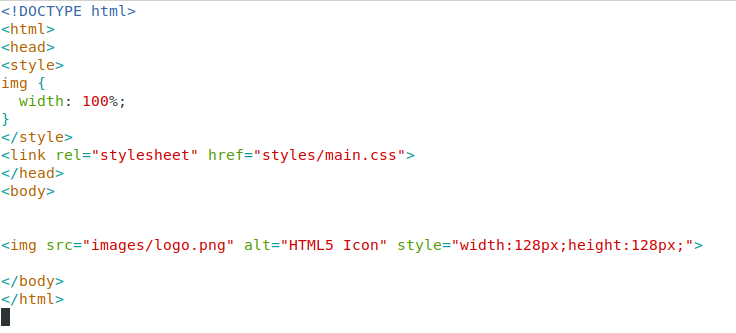 <!DOCTYPE html>
<html>
<head>
<style>
img {
  width: 100%;
}
</style>
<link rel="stylesheet" href="styles/main.css">
</head>
<body>
<img src="images/logo.png" alt="HTML5 Icon" style="width:128px;height:128px;">
</body>
</html>